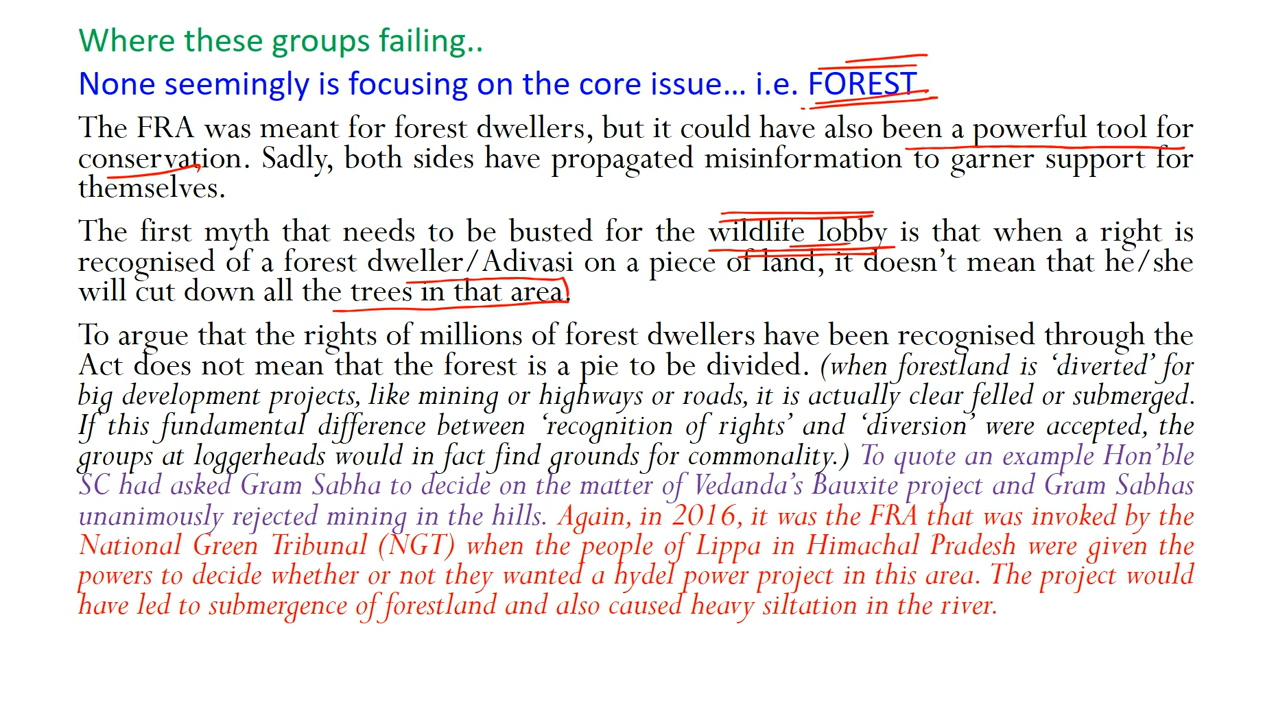 Where these groups failing..
None seemingly is focusing on the core issue... i.e. FOREST.
The FRA was meant for forest dwellers, but it could have also been a powerful tool for
conservation. Sadly, both sides have propagated misinformation to garner support for
themselves.
The first myth that needs to be busted for the wildlife lobby is that when a right is
recognised of a forest dweller/Adivasi on a piece of land, it doesn't mean that he/she
will cut down all the trees in that area.
To argue that the rights of millions of forest dwellers have been recognised through the
Act does not mean that the forest is a pie to be divided. (when forestland is 'diverted' for
big development projects, like mining or highways or roads, it is actually clear felled or submerged.
If this fundamental difference between 'recognition of rights' and 'diversion' were accepted, the
groups at loggerheads would in fact find grounds for commonality.) To quote an example Hon'ble
SC had asked Gram Sabha to decide on the matter of Vedanda's Bauxite project and Gram Sabhas
unanimously rejected mining in the hills. Again, in 2016, it was the FRA that was invoked by the
National Green Tribunal (NGT) when the people of Lippa in Himachal Pradesh were given the
powers to decide whether or not they wanted a hydel power project in this area. The project would
have led to submergence of forestland and also caused heavy siltation in the river.